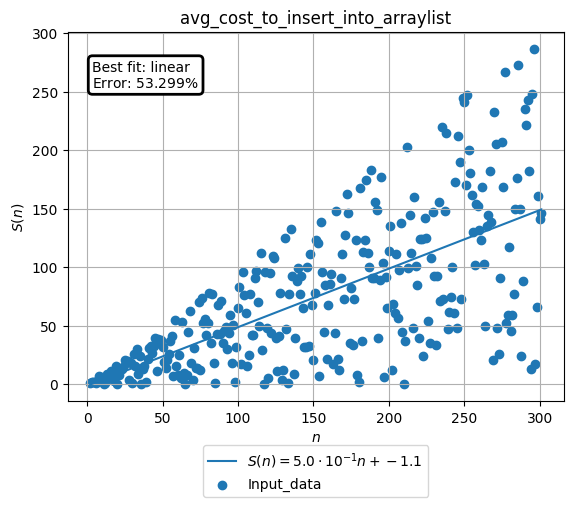 avg_cost_to_insert_into_arraylist
Best fit: linear
Error: 53.299%
300
250
200
150
100
50
0
S(n)
0 50 100 150 200 250 300
n
S(n) = 5.0 · 10⁻¹n + −1.1
Input_data